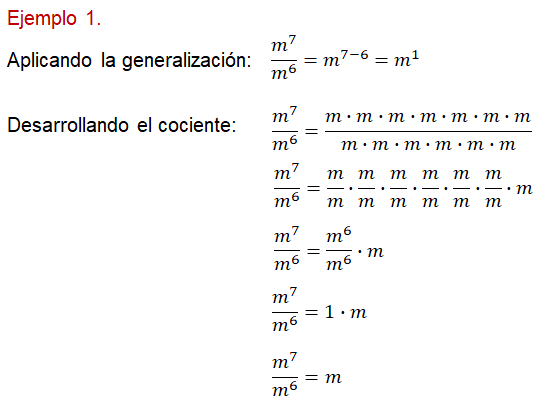 Ejemplo 1.
Aplicando la generalización: m⁷/m⁶ = m⁷⁻⁶ = m¹
Desarrollando el cociente: m⁷/m⁶ = (m · m · m · m · m · m · m)/(m · m · m · m · m · m)
m⁷/m⁶ = m/m · m/m · m/m · m/m · m/m · m/m · m
m⁷/m⁶ = m⁶/m⁶ · m
m⁷/m⁶ = 1 · m
m⁷/m⁶ = m